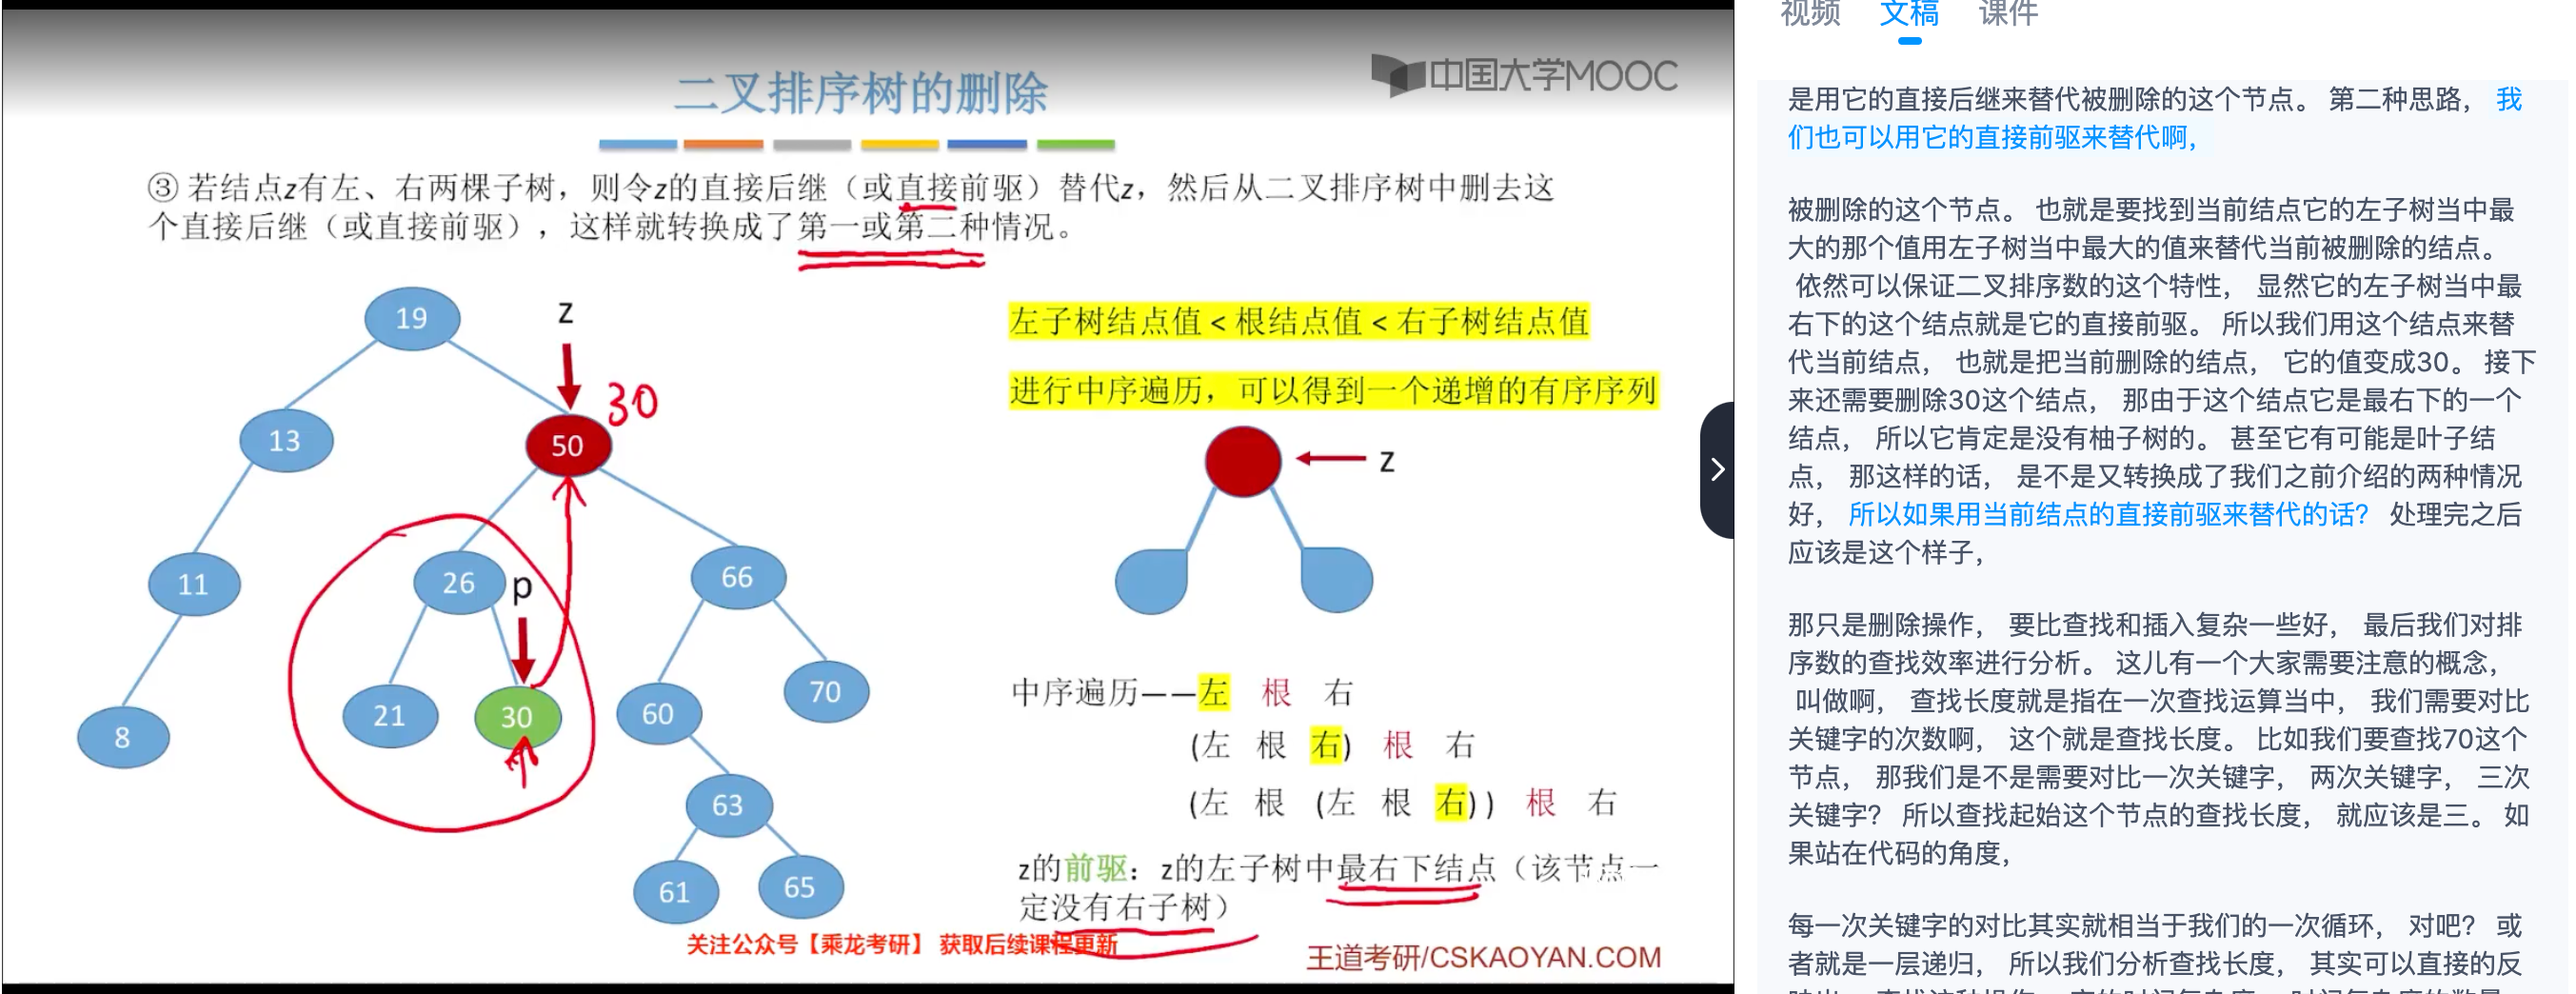 二叉排序树的删除
中国大学MOOC
③ 若结点z有左、右两棵子树，则令z的直接后继（或直接前驱）替代z，然后从二叉排序树中删去这
个直接后继（或直接前驱），这样就转换成了第一或第二种情况。
19
z
30
13
50
11
26
p
66
8
21
30
60
70
63
61
65
左子树结点值 < 根结点值 < 右子树结点值
进行中序遍历，可以得到一个递增的有序序列
z
中序遍历——左 根 右
(左 根 右) 根 右
(左 根 (左 根 右)) 根 右
z的前驱：z的左子树中最右下结点（该节点一
定没有右子树）
关注公众号【乘龙考研】 获取后续课程更新
王道考研/CSKAOYAN.COM
视频 文稿 课件
是用它的直接后继来替代被删除的这个节点。 第二种思路， 我
们也可以用它的直接前驱来替代啊，
被删除的这个节点。 也就是要找到当前结点它的左子树当中最
大的那个值用左子树当中最大的值来替代当前被删除的结点。
依然可以保证二叉排序数的这个特性， 显然它的左子树当中最
右下的这个结点就是它的直接前驱。 所以我们用这个结点来替
代当前结点， 也就是把当前删除的结点， 它的值变成30。 接下
来还需要删除30这个结点， 那由于这个结点它是最右下的一个
结点， 所以它肯定是没有柚子树的。 甚至它有可能是叶子结
点， 那这样的话， 是不是又转换成了我们之前介绍的两种情况
好， 所以如果用当前结点的直接前驱来替代的话？ 处理完之后
应该是这个样子，
那只是删除操作， 要比查找和插入复杂一些好， 最后我们对排
序数的查找效率进行分析。 这儿有一个大家需要注意的概念，
叫做啊， 查找长度就是指在一次查找运算当中， 我们需要对比
关键字的次数啊， 这个就是查找长度。 比如我们要查找70这个
节点， 那我们是不是需要对比一次关键字， 两次关键字， 三次
关键字？ 所以查找起始这个节点的查找长度， 就应该是三。 如
果站在代码的角度，
每一次关键字的对比其实就相当于我们的一次循环， 对吧？ 或
者就是一层递归， 所以我们分析查找长度， 其实可以直接的反